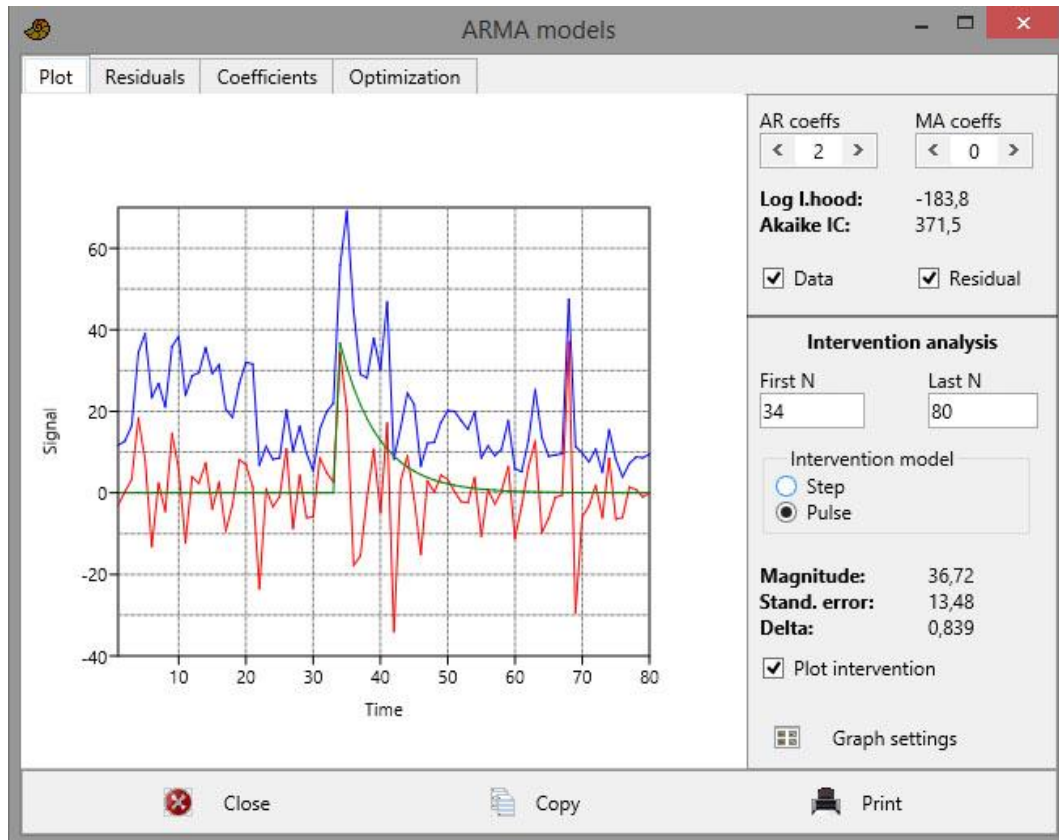 ARMA models
Plot Residuals Coefficients Optimization
AR coeffs MA coeffs
2 0
Log l.hood: -183,8
Akaike IC: 371,5
Data Residual
Intervention analysis
First N Last N
34 80
Intervention model
Step
Pulse
Magnitude: 36,72
Stand. error: 13,48
Delta: 0,839
Plot intervention
Graph settings
60
40
20
0
-20
-40
Signal
10 20 30 40 50 60 70 80
Time
Close Copy Print